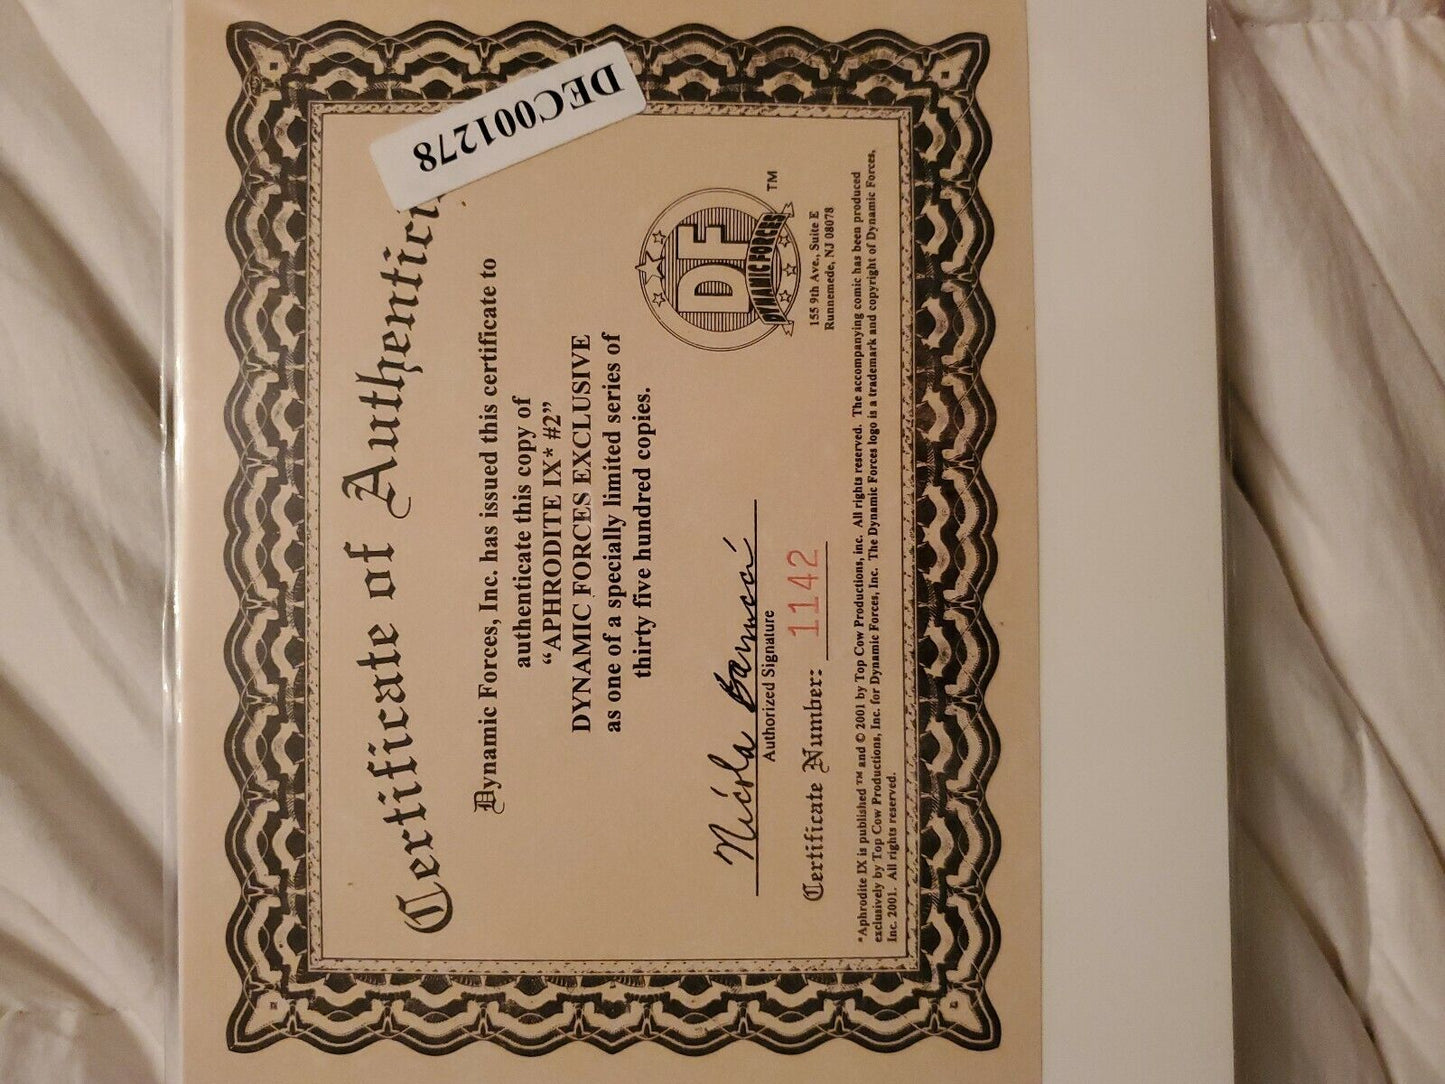 DEC001278
Certificate of
Dynamic Forces, Inc. has issued this certificate to
authenticate this copy of
“APHRODITE IX* #2”
DYNAMIC FORCES EXCLUSIVE
as one of a specially limited series of
thirty five hundred copies.
DF
DYNAMIC FORCES
TM
155 9th Ave., Suite E
Runnemede, NJ 08078
Authorized Signature
Certificate Number: 1142
*Aphrodite IX is published ™ and © 2001 by Top Cow Productions, inc. All rights reserved. The accompanying comic has been produced
exclusively by Top Cow Productions, Inc. for Dynamic Forces, Inc. The Dynamic Forces logo is a trademark and copyright of Dynamic Forces,
Inc. 2001. All rights reserved.